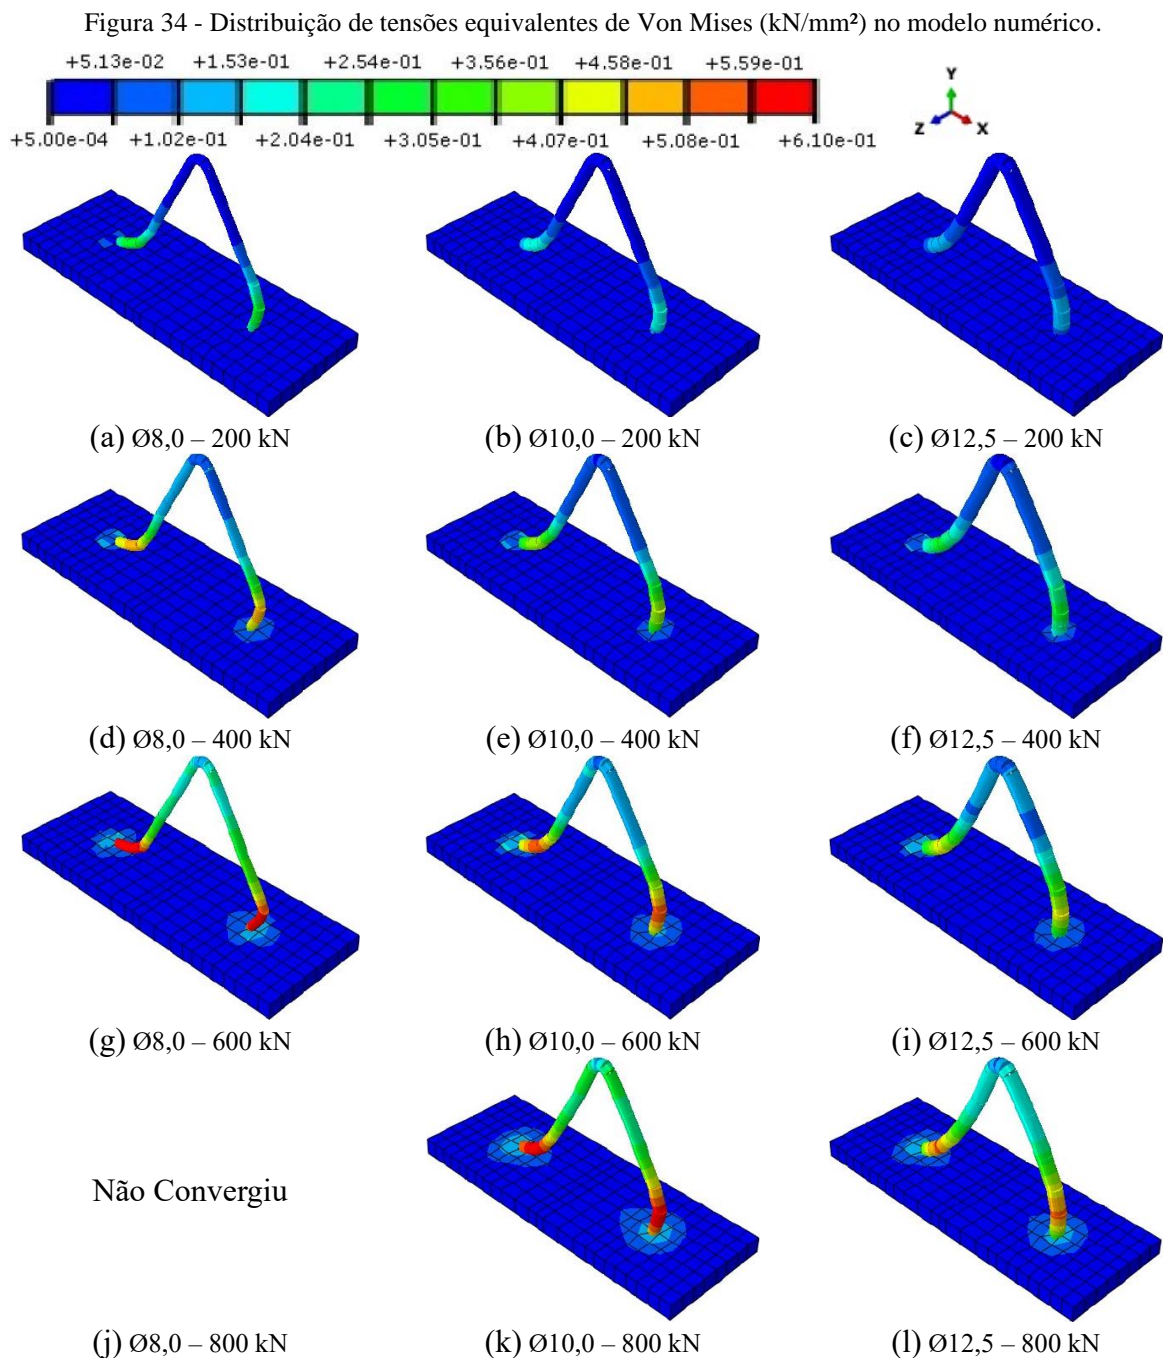 Figura 34 - Distribuição de tensões equivalentes de Von Mises (kN/mm²) no modelo numérico.
+5.13e-02 +1.53e-01 +2.54e-01 +3.56e-01 +4.58e-01 +5.59e-01
+5.00e-04 +1.02e-01 +2.04e-01 +3.05e-01 +4.07e-01 +5.08e-01 +6.10e-01
Y
Z X
(a) Ø8,0 – 200 kN (b) Ø10,0 – 200 kN (c) Ø12,5 – 200 kN
(d) Ø8,0 – 400 kN (e) Ø10,0 – 400 kN (f) Ø12,5 – 400 kN
(g) Ø8,0 – 600 kN (h) Ø10,0 – 600 kN (i) Ø12,5 – 600 kN
Não Convergiu
(j) Ø8,0 – 800 kN (k) Ø10,0 – 800 kN (l) Ø12,5 – 800 kN